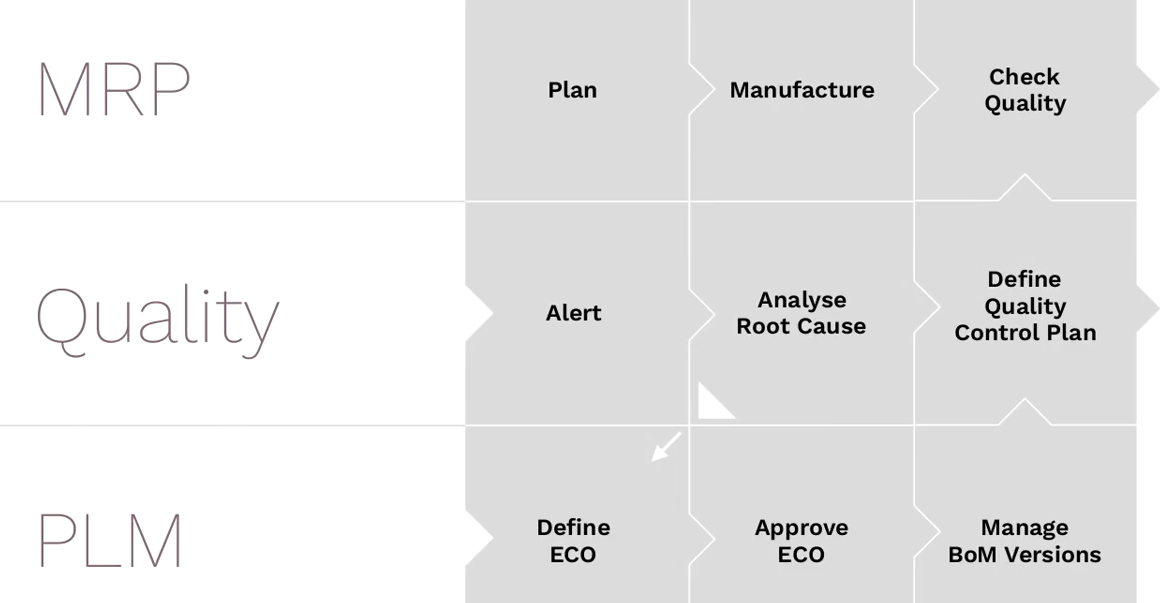 MRP
Plan
Manufacture
Check
Quality
Quality
Alert
Analyse
Root Cause
Define
Quality
Control Plan
PLM
Define
ECO
Approve
ECO
Manage
BoM Versions